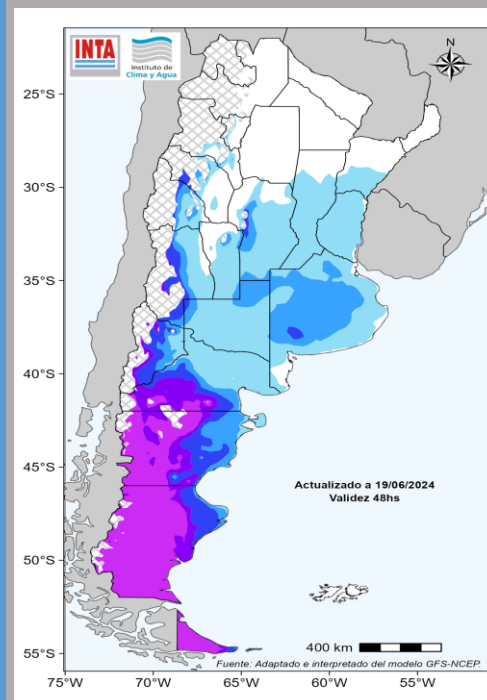 INTA
Instituto de
Clima y Agua
N
25°S
30°S
35°S
40°S
45°S
50°S
55°S
Actualizado a 19/06/2024
Validez 48hs
400 km
Fuente: Adaptado e interpretado del modelo GFS-NCEP.
75°W
70°W
65°W
60°W
55°W